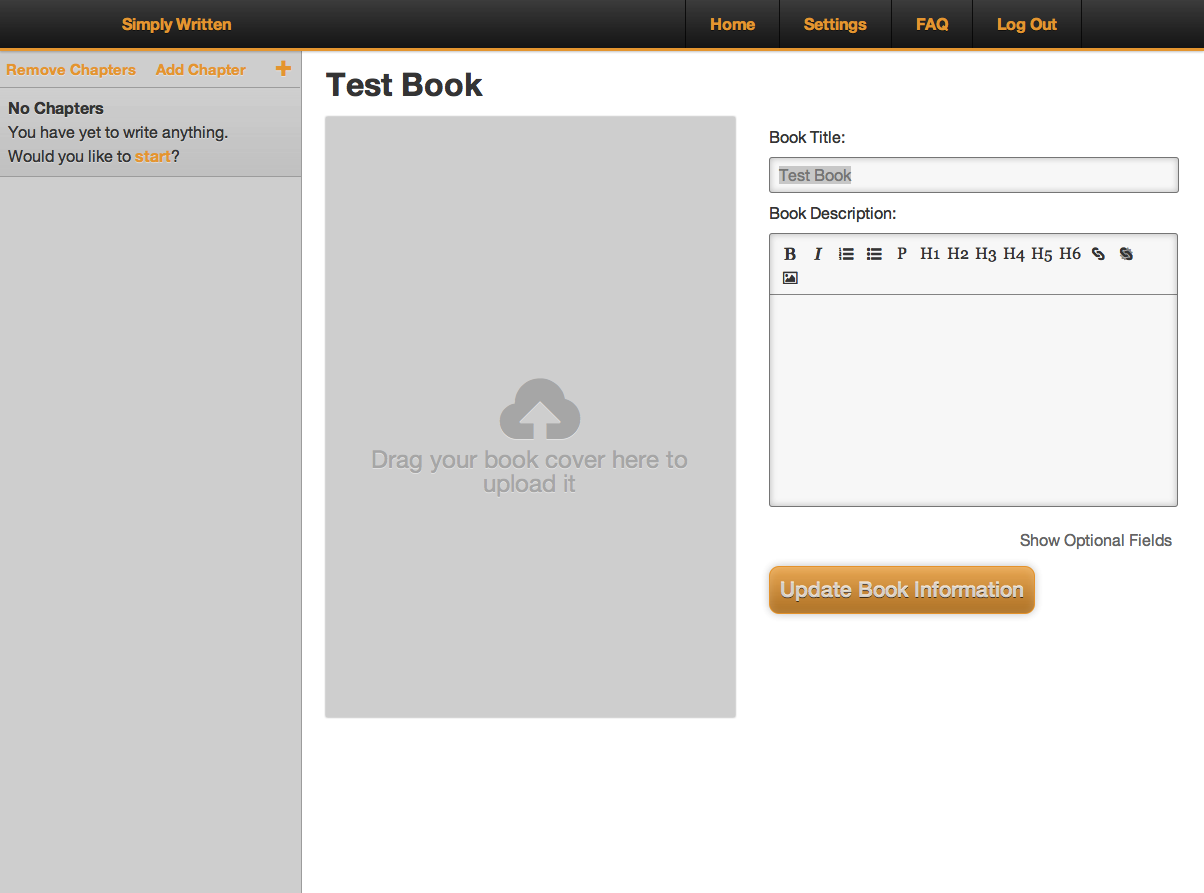 Simply Written
Home
Settings
FAQ
Log Out
Remove Chapters
Add Chapter
+
No Chapters
You have yet to write anything.
Would you like to start?
Test Book
Drag your book cover here to
upload it
Book Title:
Test Book
Book Description:
B I P H1 H2 H3 H4 H5 H6
Show Optional Fields
Update Book Information